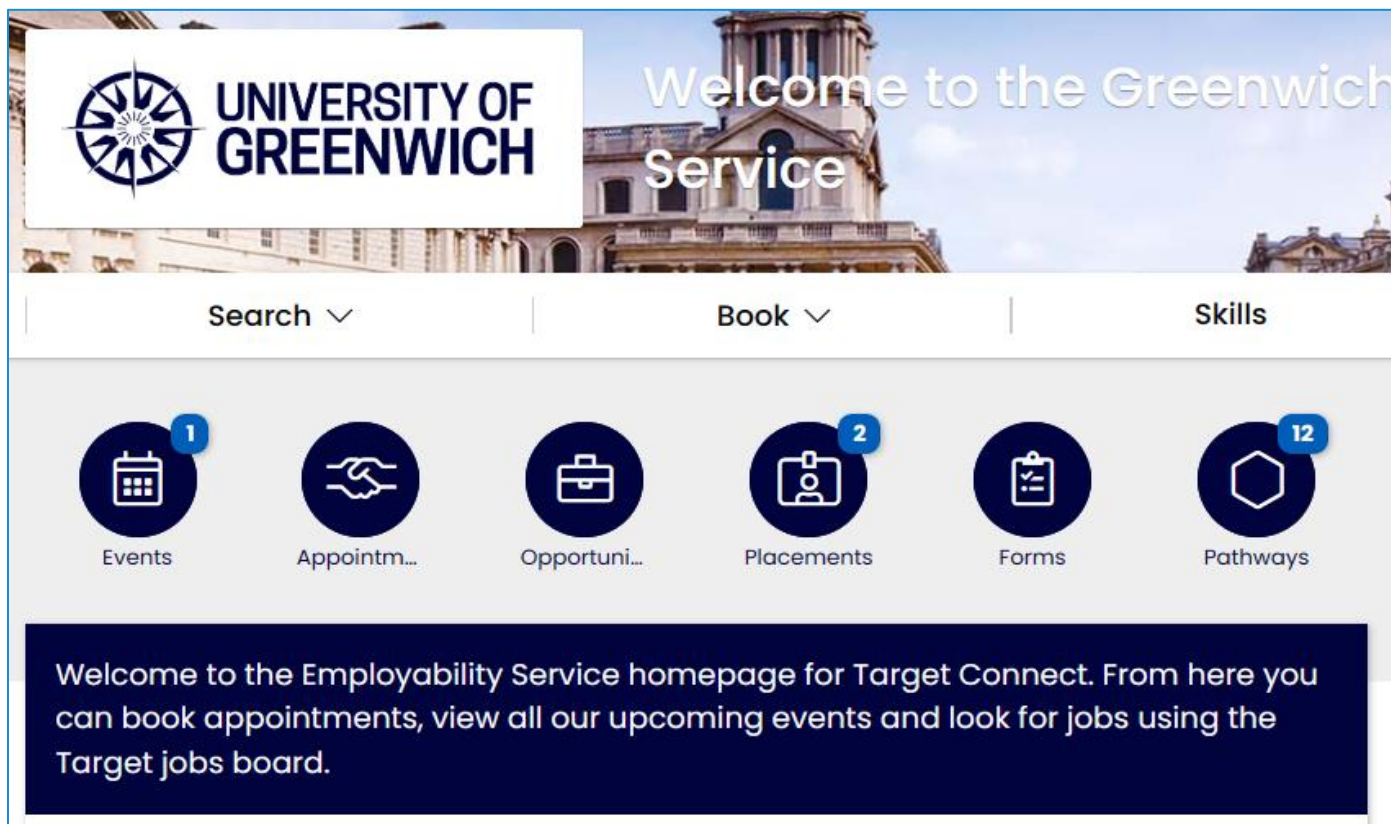 UNIVERSITY OF
GREENWICH
Welcome to the Greenwich
Service
Search
Book
Skills
1
2
12
Events
Appointm...
Opportuni...
Placements
Forms
Pathways
Welcome to the Employability Service homepage for Target Connect. From here you
can book appointments, view all our upcoming events and look for jobs using the
Target jobs board.